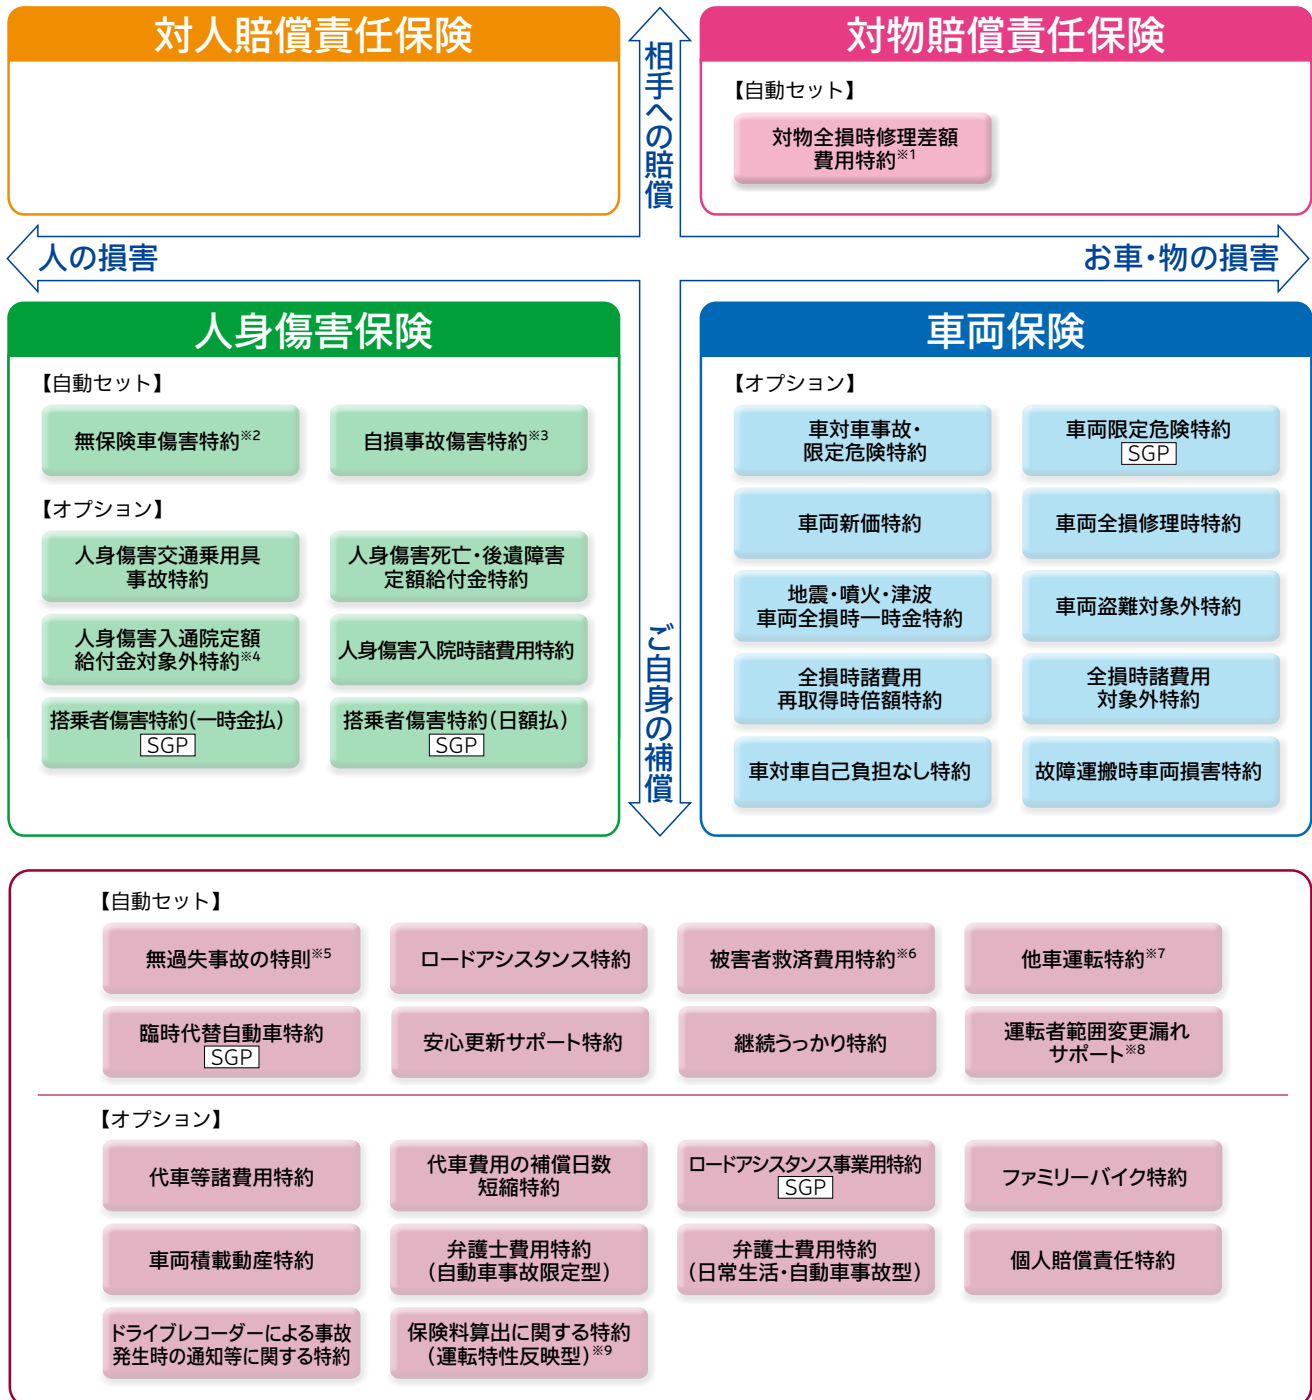 対人賠償責任保険
対物賠償責任保険
【自動セット】
対物全損時修理差額
費用特約※1
相手への賠償
人の損害
お車・物の損害
ご自身の補償
人身傷害保険
【自動セット】
無保険車傷害特約※2
自損事故傷害特約※3
【オプション】
人身傷害交通乗用具
事故特約
人身傷害死亡・後遺障害
定額給付金特約
人身傷害入通院定額
給付金対象外特約※4
人身傷害入院時諸費用特約
搭乗者傷害特約(一時金払)
SGP
搭乗者傷害特約(日額払)
SGP
車両保険
【オプション】
車対車事故・
限定危険特約
車両限定危険特約
SGP
車両新価特約
車両全損修理時特約
地震・噴火・津波
車両全損時一時金特約
車両盗難対象外特約
全損時諸費用
再取得時倍額特約
全損時諸費用
対象外特約
車対車自己負担なし特約
故障運搬時車両損害特約
【自動セット】
無過失事故の特則※5
ロードアシスタンス特約
被害者救済費用特約※6
他車運転特約※7
臨時代替自動車特約
SGP
安心更新サポート特約
継続うっかり特約
運転者範囲変更漏れ
サポート※8
【オプション】
代車等諸費用特約
代車費用の補償日数
短縮特約
ロードアシスタンス事業用特約
SGP
ファミリーバイク特約
車両積載動産特約
弁護士費用特約
(自動車事故限定型)
弁護士費用特約
(日常生活・自動車事故型)
個人賠償責任特約
ドライブレコーダーによる事故
発生時の通知等に関する特約
保険料算出に関する特約
(運転特性反映型)※9